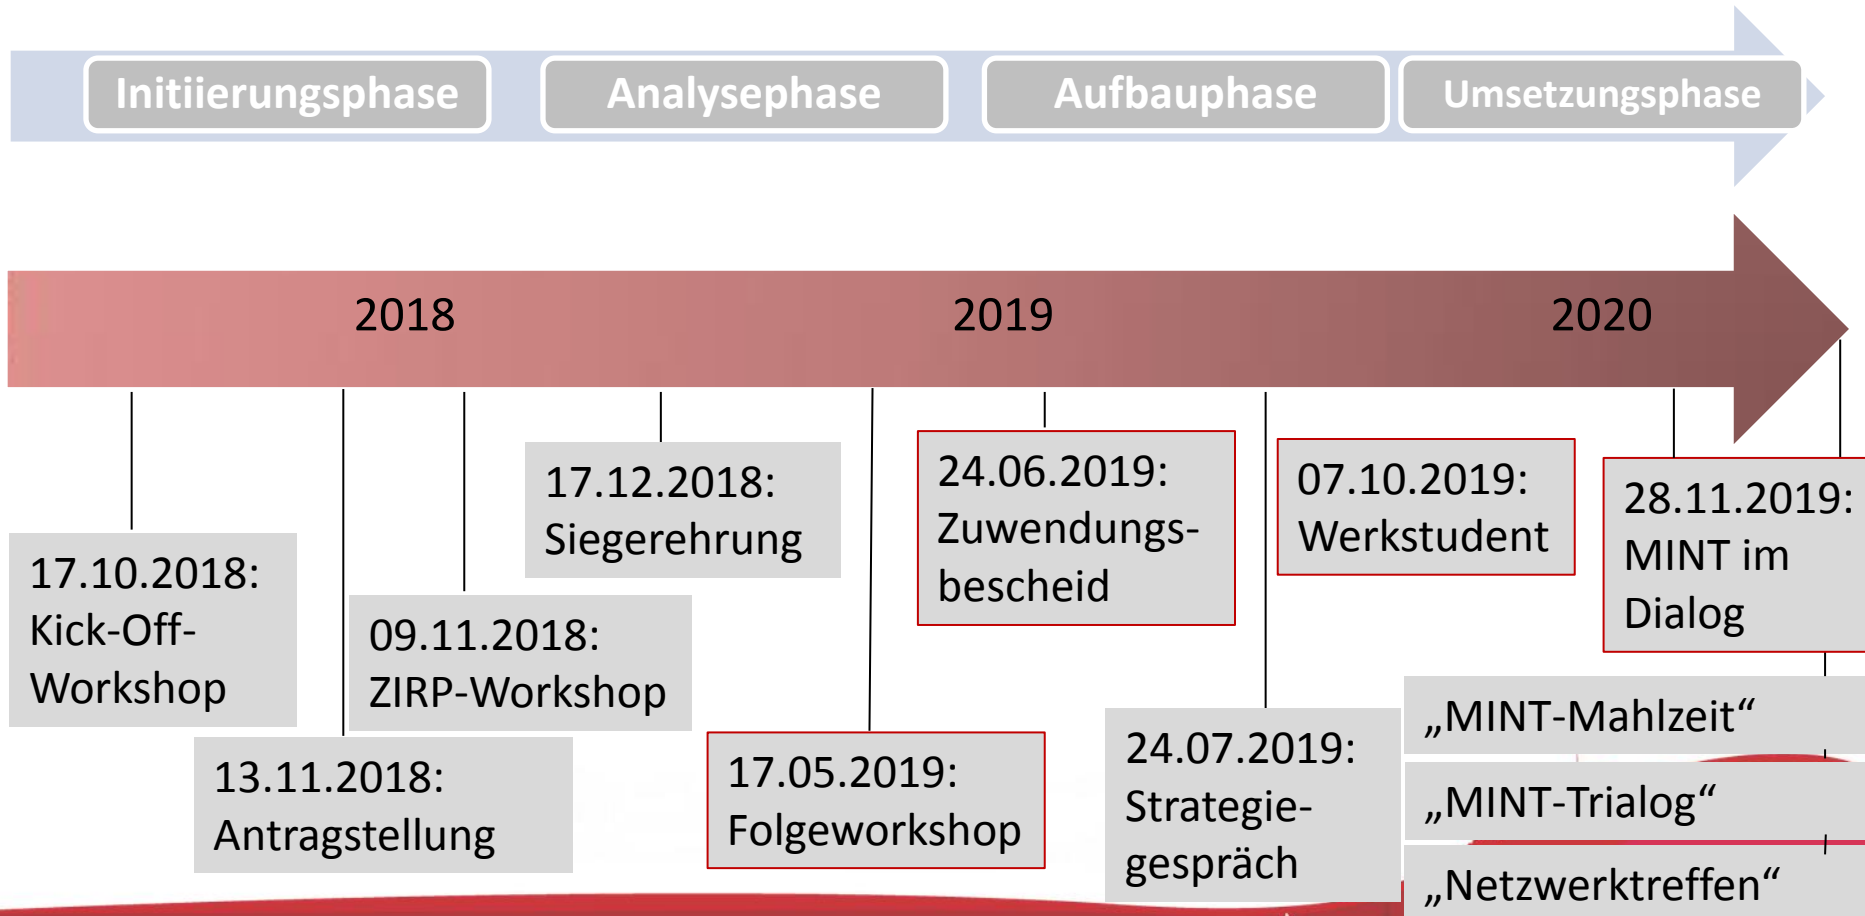 Initiierungsphase
Analysephase
Aufbauphase
Umsetzungsphase
2018
2019
2020
17.10.2018:
Kick-Off-
Workshop
13.11.2018:
Antragstellung
09.11.2018:
ZIRP-Workshop
17.12.2018:
Siegerehrung
17.05.2019:
Folgeworkshop
24.06.2019:
Zuwendungs-
bescheid
24.07.2019:
Strategie-
gespräch
07.10.2019:
Werkstudent
28.11.2019:
MINT im
Dialog
„MINT-Mahlzeit“
„MINT-Trialog“
„Netzwerktreffen“